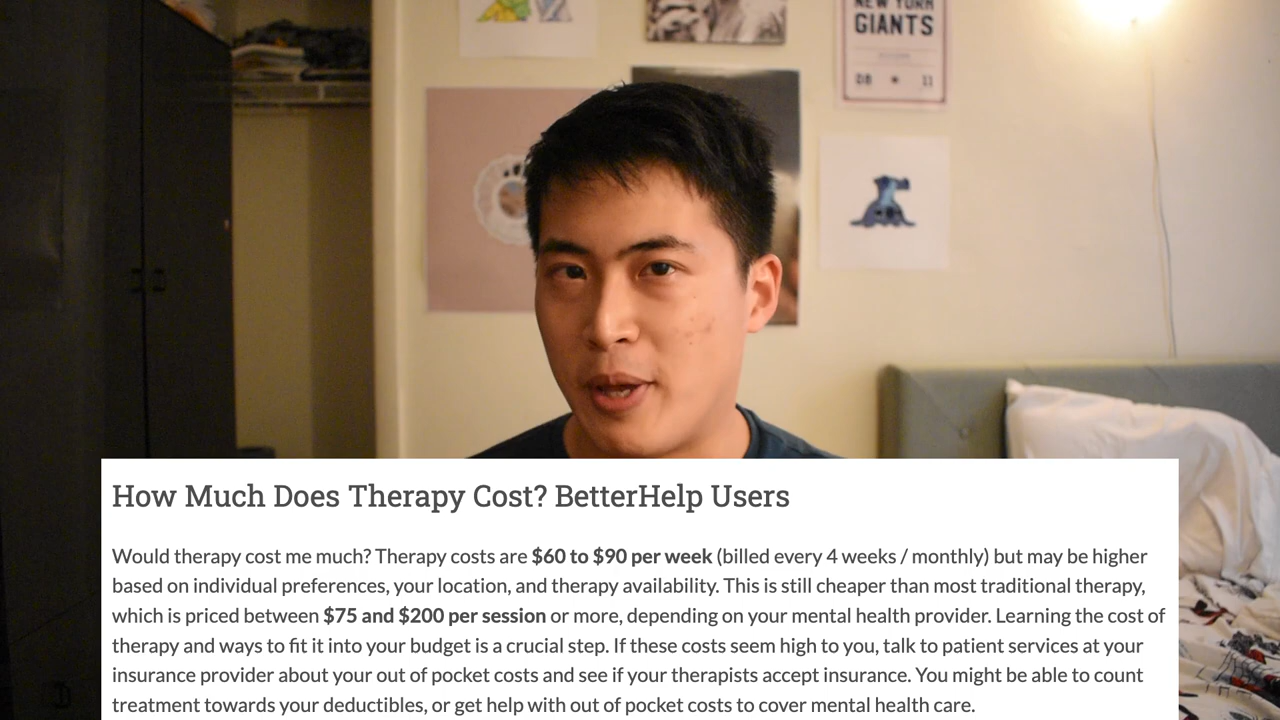 NEW YORK
GIANTS
08 11
How Much Does Therapy Cost? BetterHelp Users
Would therapy cost me much? Therapy costs are $60 to $90 per week (billed every 4 weeks / monthly) but may be higher
based on individual preferences, your location, and therapy availability. This is still cheaper than most traditional therapy,
which is priced between $75 and $200 per session or more, depending on your mental health provider. Learning the cost of
therapy and ways to fit it into your budget is a crucial step. If these costs seem high to you, talk to patient services at your
insurance provider about your out of pocket costs and see if your therapists accept insurance. You might be able to count
treatment towards your deductibles, or get help with out of pocket costs to cover mental health care.